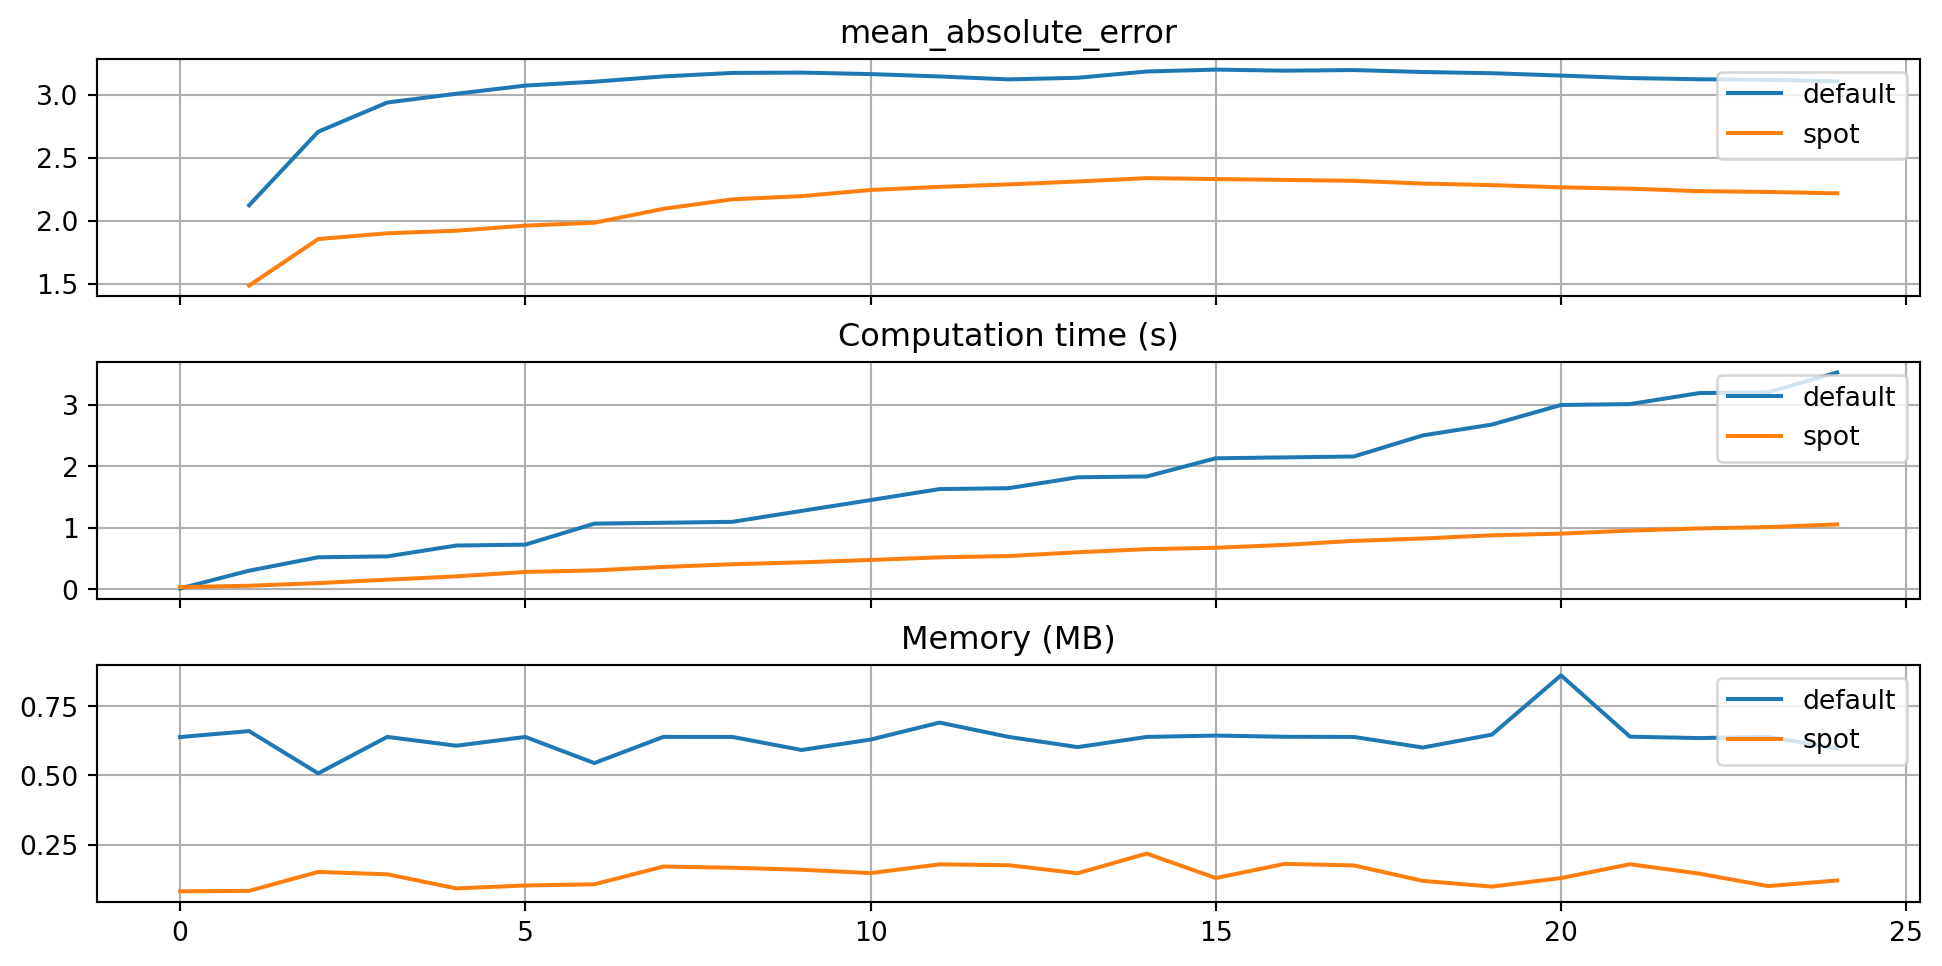 mean_absolute_error
3.0
2.5
2.0
1.5
default
spot
Computation time (s)
3
2
1
0
default
spot
Memory (MB)
0.75
0.50
0.25
default
spot
0 5 10 15 20 25